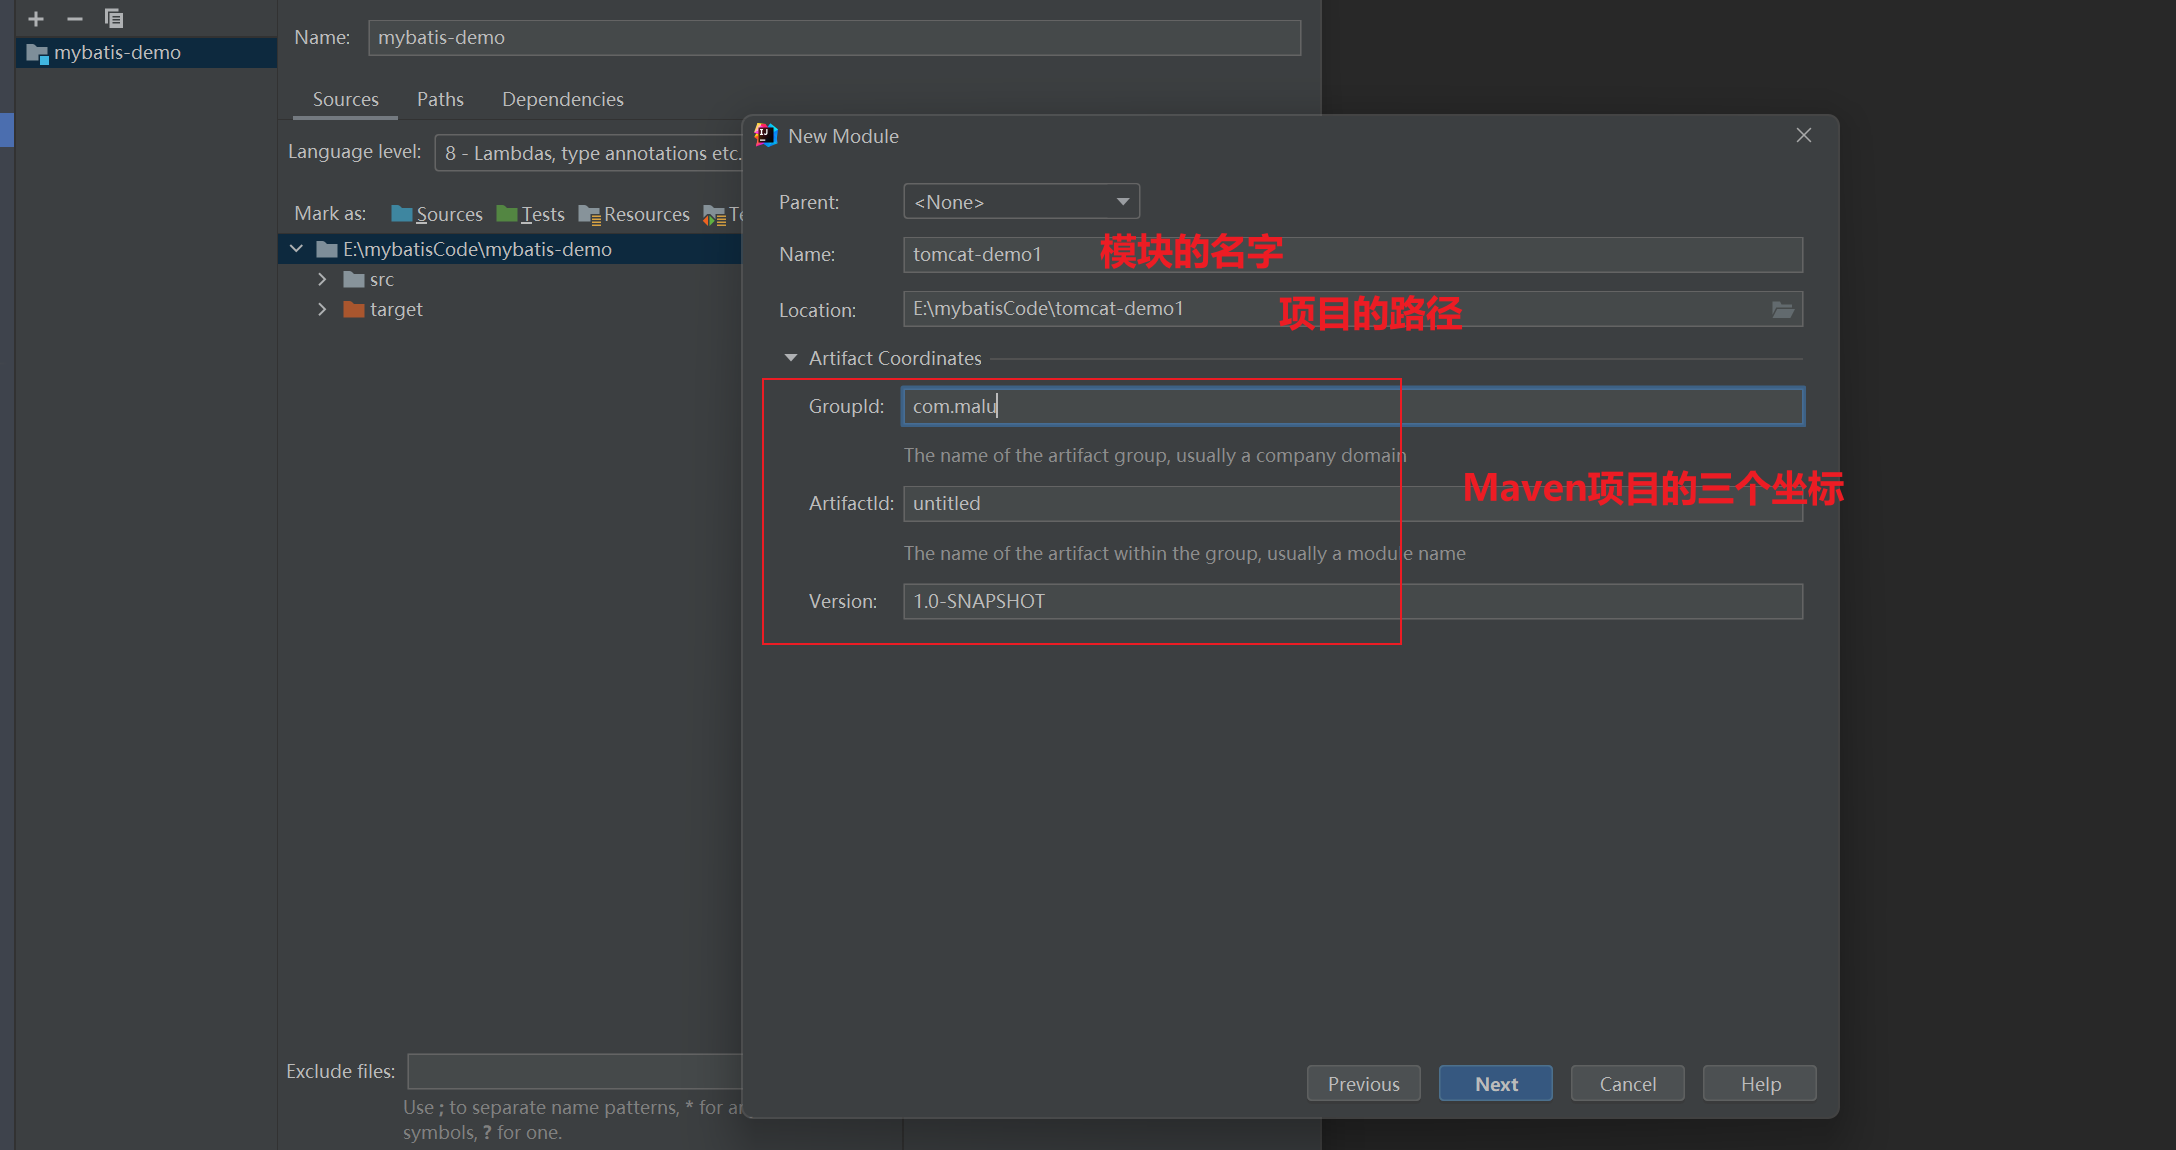 mybatis-demo
Name: mybatis-demo
Sources Paths Dependencies
Language level: 8 - Lambdas, type annotations etc.
Mark as: Sources Tests Resources
E:\mybatisCode\mybatis-demo
src
target
Exclude files:
Use ; to separate name patterns, * for
symbols, ? for one.
New Module
Parent: <None>
Name: tomcat-demo1 模块的名字
Location: E:\mybatisCode\tomcat-demo1 项目的路径
Artifact Coordinates
GroupId: com.malu
The name of the artifact group, usually a company domain
Maven项目的三个坐标
ArtifactId: untitled
The name of the artifact within the group, usually a module name
Version: 1.0-SNAPSHOT
Previous Next Cancel Help